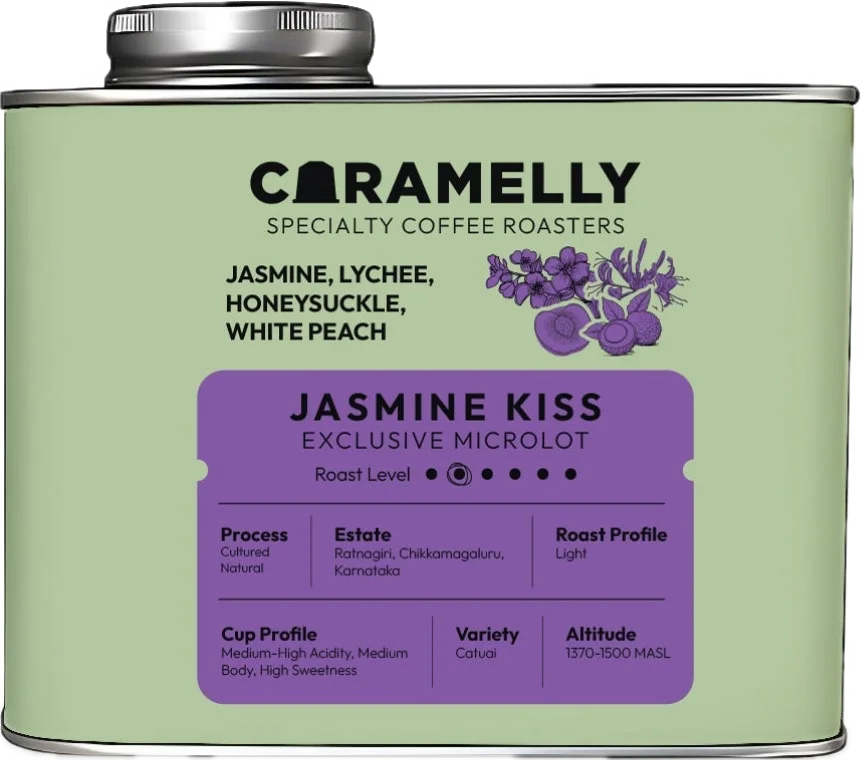 CARAMELLY
SPECIALTY COFFEE ROASTERS
JASMINE, LYCHEE,
HONEYSUCKLE,
WHITE PEACH
JASMINE KISS
EXCLUSIVE MICROLOT
Roast Level
Process
Cultured
Natural
Estate
Ratnagiri, Chikkamagaluru,
Karnataka
Roast Profile
Light
Cup Profile
Medium-High Acidity, Medium
Body, High Sweetness
Variety
Catuai
Altitude
1370-1500 MASL